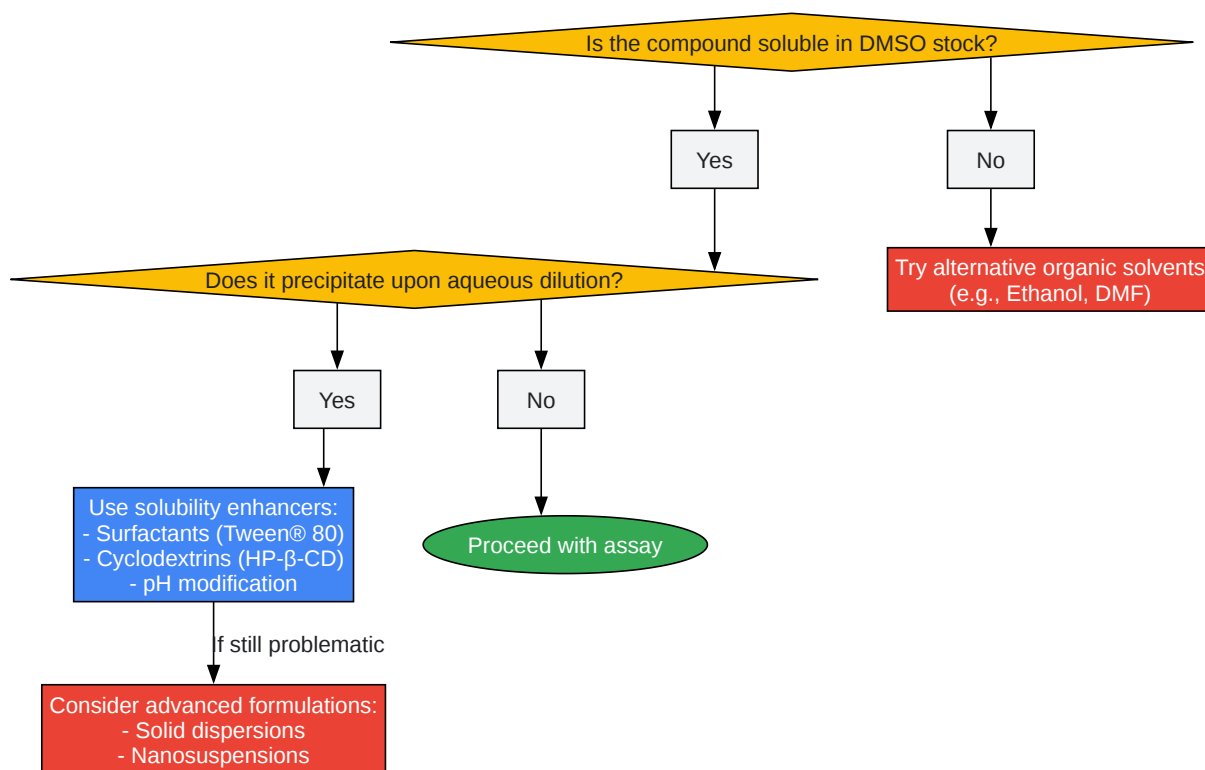 Is the compound soluble in DMSO stock?
Yes
No
Try alternative organic solvents
(e.g., Ethanol, DMF)
Does it precipitate upon aqueous dilution?
Yes
No
Use solubility enhancers:
- Surfactants (Tween® 80)
- Cyclodextrins (HP-β-CD)
- pH modification
Proceed with assay
If still problematic
Consider advanced formulations:
- Solid dispersions
- Nanosuspensions